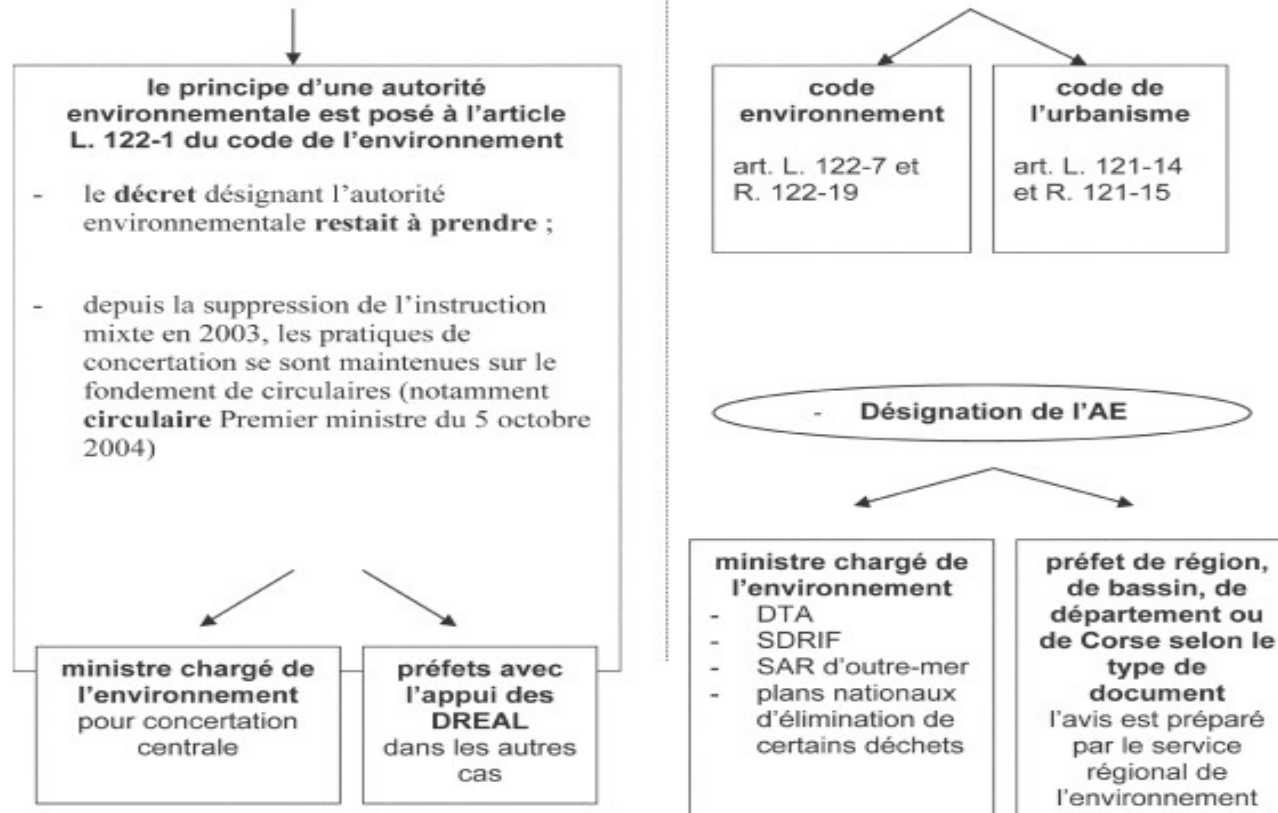 le principe d'une autorité
environnementale est posé à l'article
L. 122-1 du code de l'environnement
- le décret désignant l'autorité
environnementale restait à prendre ;
- depuis la suppression de l'instruction
mixte en 2003, les pratiques de
concertation se sont maintenues sur le
fondement de circulaires (notamment
circulaire Premier ministre du 5 octobre
2004)
ministre chargé de
l'environnement
pour concertation
centrale
préfets avec
l'appui des
DREAL
dans les autres
cas
code
environnement
art. L. 122-7 et
R. 122-19
code de
l'urbanisme
art. L. 121-14
et R. 121-15
- Désignation de l'AE
ministre chargé de
l'environnement
- DTA
- SDRIF
- SAR d'outre-mer
- plans nationaux
d'élimination de
certains déchets
préfet de région,
de bassin, de
département ou
de Corse selon le
type de
document
l'avis est préparé
par le service
régional de
l'environnement